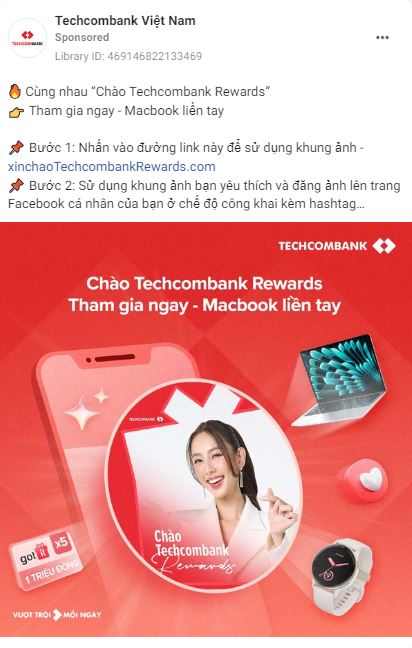 Techcombank Việt Nam
Sponsored
Library ID: 469146822133469
🔥 Cùng nhau “Chào Techcombank Rewards”
👉 Tham gia ngay - Macbook liền tay
📌 Bước 1: Nhấn vào đường link này để sử dụng khung ảnh -
xinchaoTechcombankRewards.com
📌 Bước 2: Sử dụng khung ảnh bạn yêu thích và đăng ảnh lên trang
Facebook cá nhân của bạn ở chế độ công khai kèm hashtag...
TECHCOMBANK
Chào Techcombank Rewards
Tham gia ngay - Macbook liền tay
TECHCOMBANK
Chào
Techcombank
Rewards
got it x5
1 TRIỆU ĐỒNG
VƯỢT TRỘI MỖI NGÀY